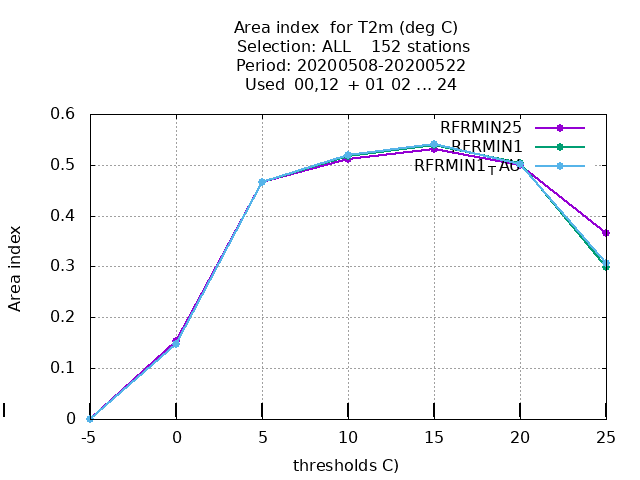 Area index  for T2m (deg C)
Selection: ALL    152 stations
Period: 20200508-20200522
Used  00,12  + 01 02 ... 24
0.6
0.5
0.4
0.3
0.2
0.1
0
Area index
RFRMIN25
RFRMIN1
RFRMIN1_TAG
-5 0 5 10 15 20 25
thresholds C)